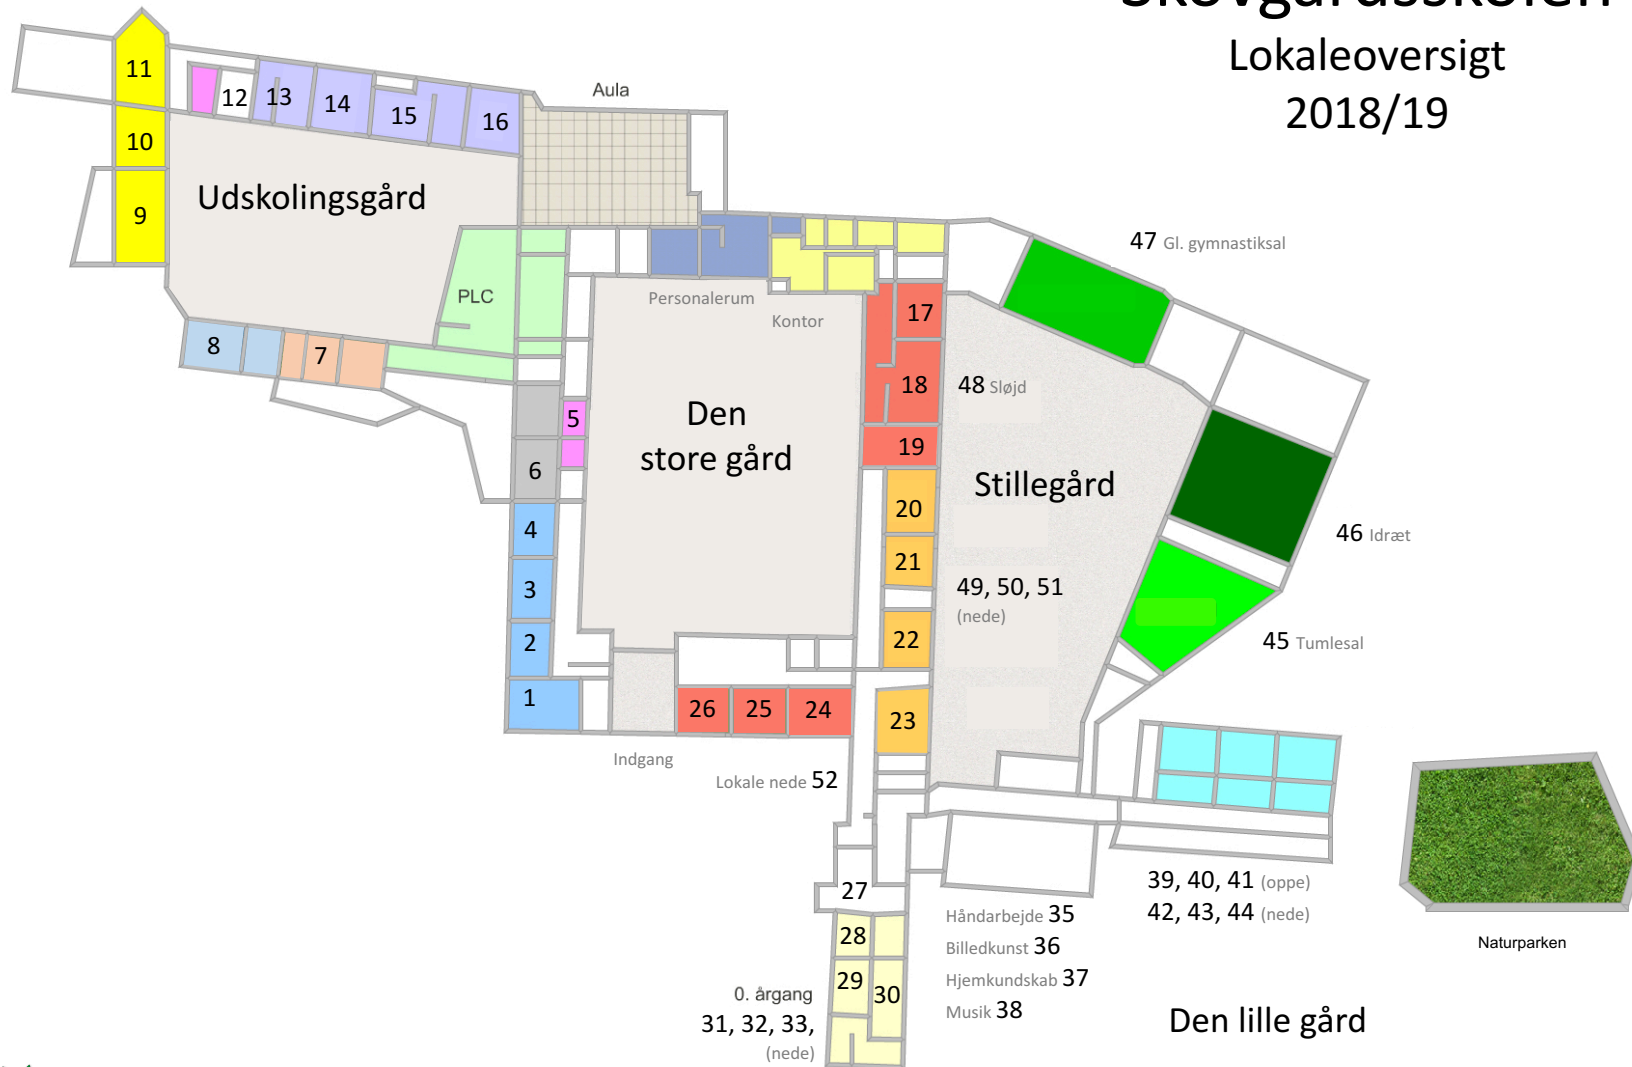 Skovgårdsskolen
Lokaleoversigt
2018/19
Aula
11
12
13
14
15
16
10
9
Udskolingsgård
47 Gl. gymnastiksal
PLC
Personalerum
Kontor
17
8
7
18
48 Sløjd
5
Den
store gård
19
6
Stillegård
20
4
46 Idræt
21
3
49, 50, 51
(nede)
22
2
45 Tumlesal
1
26
25
24
23
Indgang
Lokale nede 52
27
39, 40, 41 (oppe)
42, 43, 44 (nede)
Håndarbejde 35
Billedkunst 36
Hjemkundskab 37
Musik 38
28
29
30
0. årgang
31, 32, 33,
(nede)
Naturparken
Den lille gård